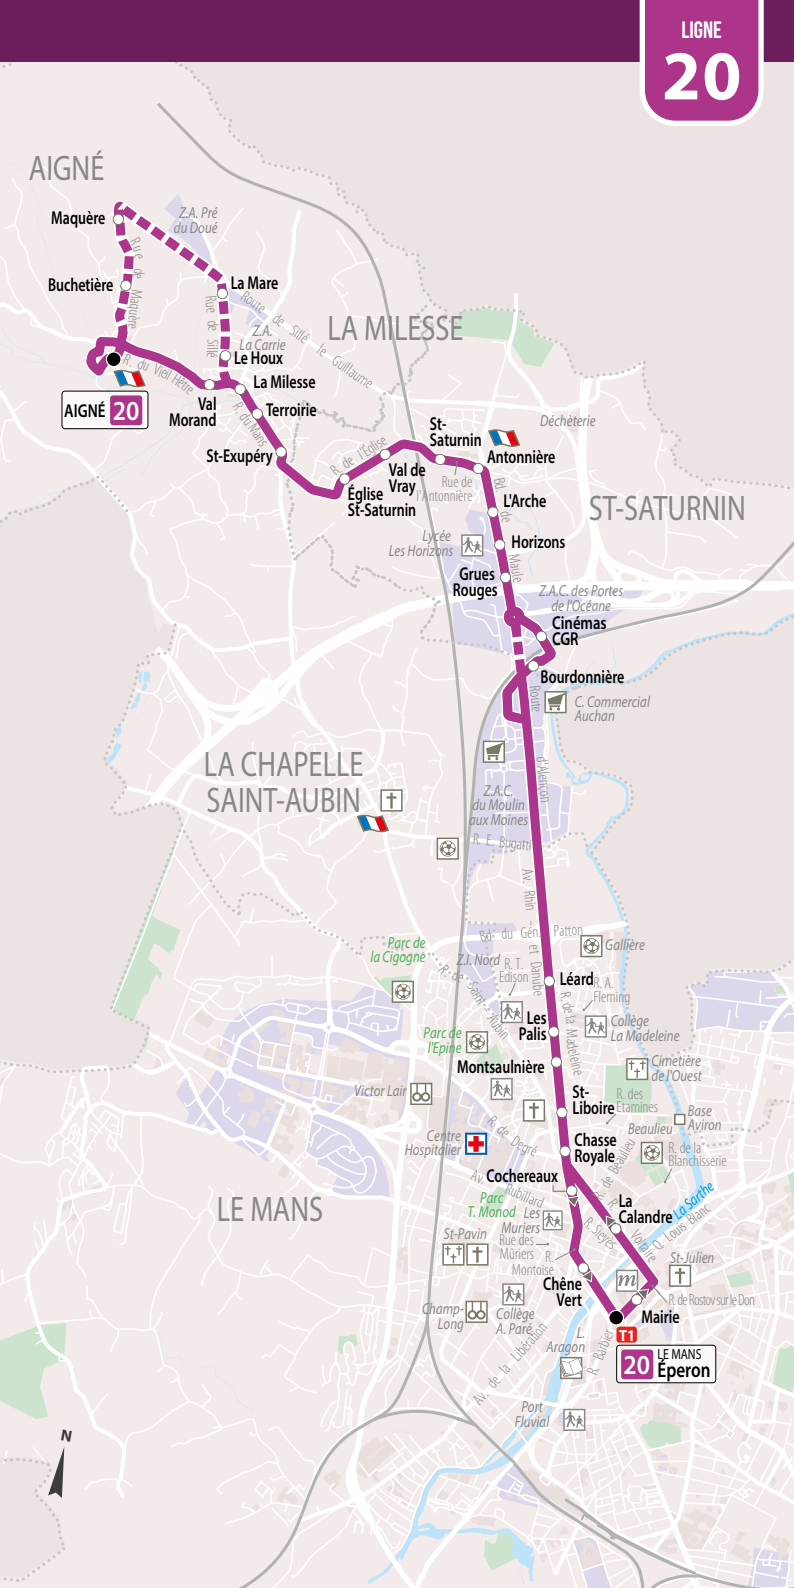 LIGNE
20
AIGNÉ
Maquère
Z.A. Pré
du Doué
Rue de Maquère
Buchetière
La Mare
Rue de Sillé
Route de Sillé le Guillaume
Z.A.
La Carrie
LA MILESSE
Le Houx
R. du Vieil Hêtre
La Milesse
AIGNÉ 20
Val
Morand
Terroirie
R. du Mans
St-Exupéry
R. de l'Église
Déchèterie
St-
Saturnin
Antonnière
Val de
Vray
Rue de
l'Antonnière
Église
St-Saturnin
Bd. de Maule
L'Arche
ST-SATURNIN
Lycée
Les Horizons
Horizons
Grues
Rouges
Z.A.C. des Portes
de l'Océane
Cinémas
CGR
Bourdonnière
Route d'Alençon
C. Commercial
Auchan
LA CHAPELLE
SAINT-AUBIN
Z.A.C.
du Moulin
aux Moines
R. E. Bugatti
Av. Rhin et Danube
Bd. du Gén. Patton
Parc de
la Cigogne
Gallière
Z.I. Nord
R. de Saint-Aubin
R. T.
Edison
Léard
R. A.
Fleming
R. de la Madeleine
Les
Palis
Collège
La Madeleine
Parc de
l'Epine
Montsaulnière
Cimetière
de l'Ouest
Victor Lair
St-
Liboire
R. des
Etamines
Base
Aviron
Beaulieu
Centre
Hospitalier
R. de Degré
Chasse
Royale
R. de Beaulieu
R. de la
Blanchisserie
Cochereaux
Av. Rubillard
LE MANS
Parc
T. Monod
Les
Muriers
La
Calandre
La Sarthe
R. Sieyès
R. Voltaire
Q. Louis Blanc
St-Pavin
Rue des
Mûriers
R.
Montoise
St-Julien
Chêne
Vert
m
R. de Rostov sur le Don
Champ-
Long
Collège
A. Paré
Mairie
T1
L.
Aragon
R. Barbier
20 LE MANS
Éperon
Av. de la Libération
Port
Fluvial
N